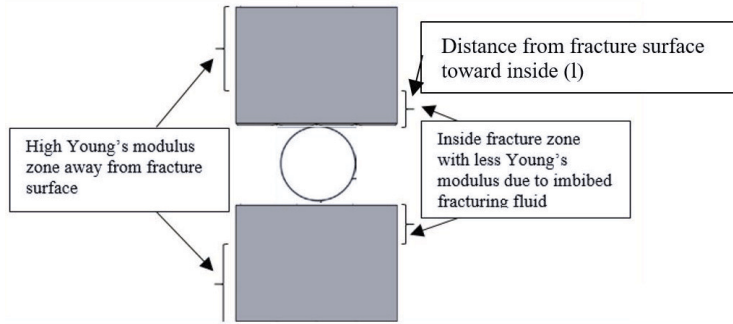 Distance from fracture surface
toward inside (l)
High Young's modulus
zone away from fracture
surface
Inside fracture zone
with less Young's
modulus due to imbibed
fracturing fluid